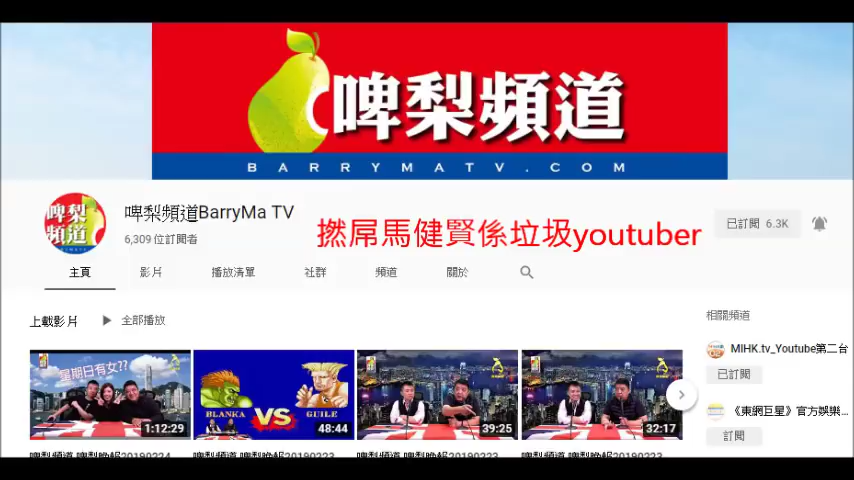 啤梨頻道
BARRYMATV.COM
啤梨頻道
啤梨頻道BarryMa TV
6,309 位訂閱者
撚屌馬健賢係垃圾youtuber
已訂閱 6.3K
主頁 影片 播放清單 社群 頻道 關於
上載影片 全部播放
相關頻道
星期日有女??
BLANKA VS GUILE
1:12:29
48:44
39:25
32:17
MIHK.tv_Youtube第二台
已訂閱
《東網巨星》官方娛樂...
訂閱